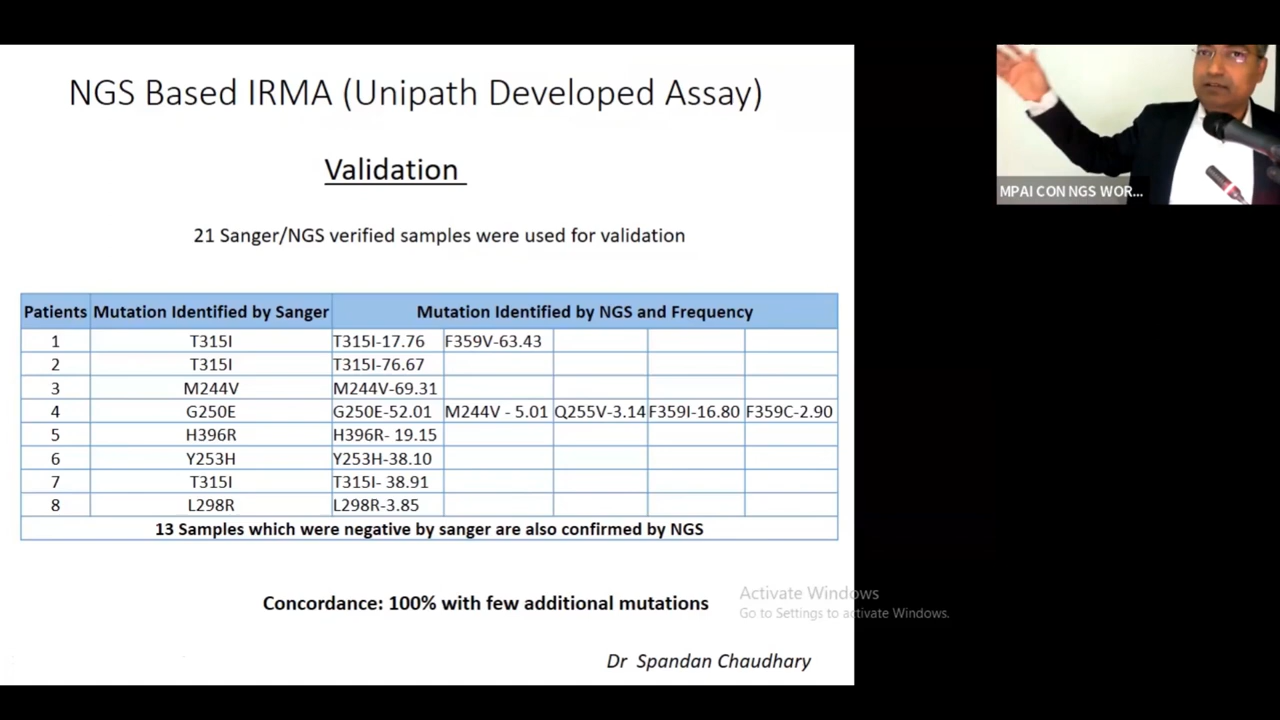 NGS Based IRMA (Unipath Developed Assay)
Validation
21 Sanger/NGS verified samples were used for validation
Patients Mutation Identified by Sanger Mutation Identified by NGS and Frequency
1 T315I T315I-17.76 F359V-63.43
2 T315I T315I-76.67
3 M244V M244V-69.31
4 G250E G250E-52.01 M244V - 5.01 Q255V-3.14 F359I-16.80 F359C-2.90
5 H396R H396R- 19.15
6 Y253H Y253H-38.10
7 T315I T315I- 38.91
8 L298R L298R-3.85
13 Samples which were negative by sanger are also confirmed by NGS
Concordance: 100% with few additional mutations
Dr Spandan Chaudhary
Activate Windows
Go to Settings to activate Windows.
MPAI CON NGS WOR...